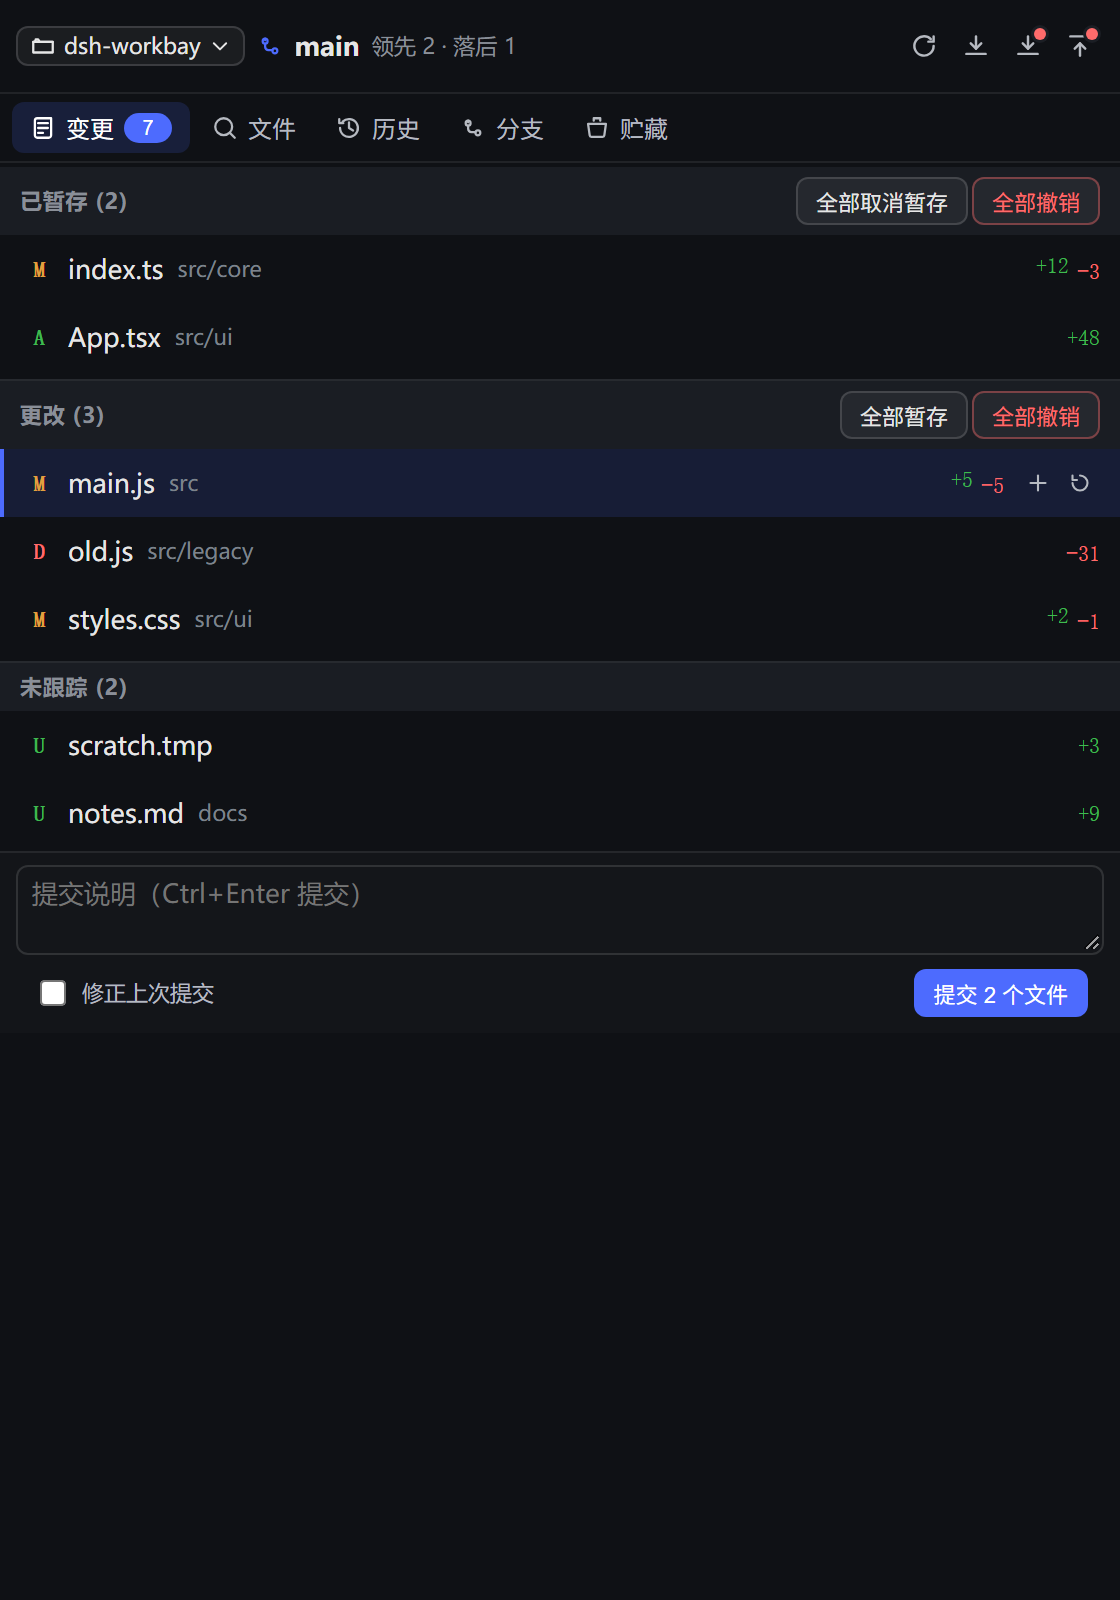 dsh-workbay main 领先 2 · 落后 1
变更 7 文件 历史 分支 贮藏
已暂存 (2) 全部取消暂存 全部撤销
M index.ts src/core +12 −3
A App.tsx src/ui +48
更改 (3) 全部暂存 全部撤销
M main.js src +5 −5
D old.js src/legacy −31
M styles.css src/ui +2 −1
未跟踪 (2)
U scratch.tmp +3
U notes.md docs +9
提交说明（Ctrl+Enter 提交）
修正上次提交 提交 2 个文件